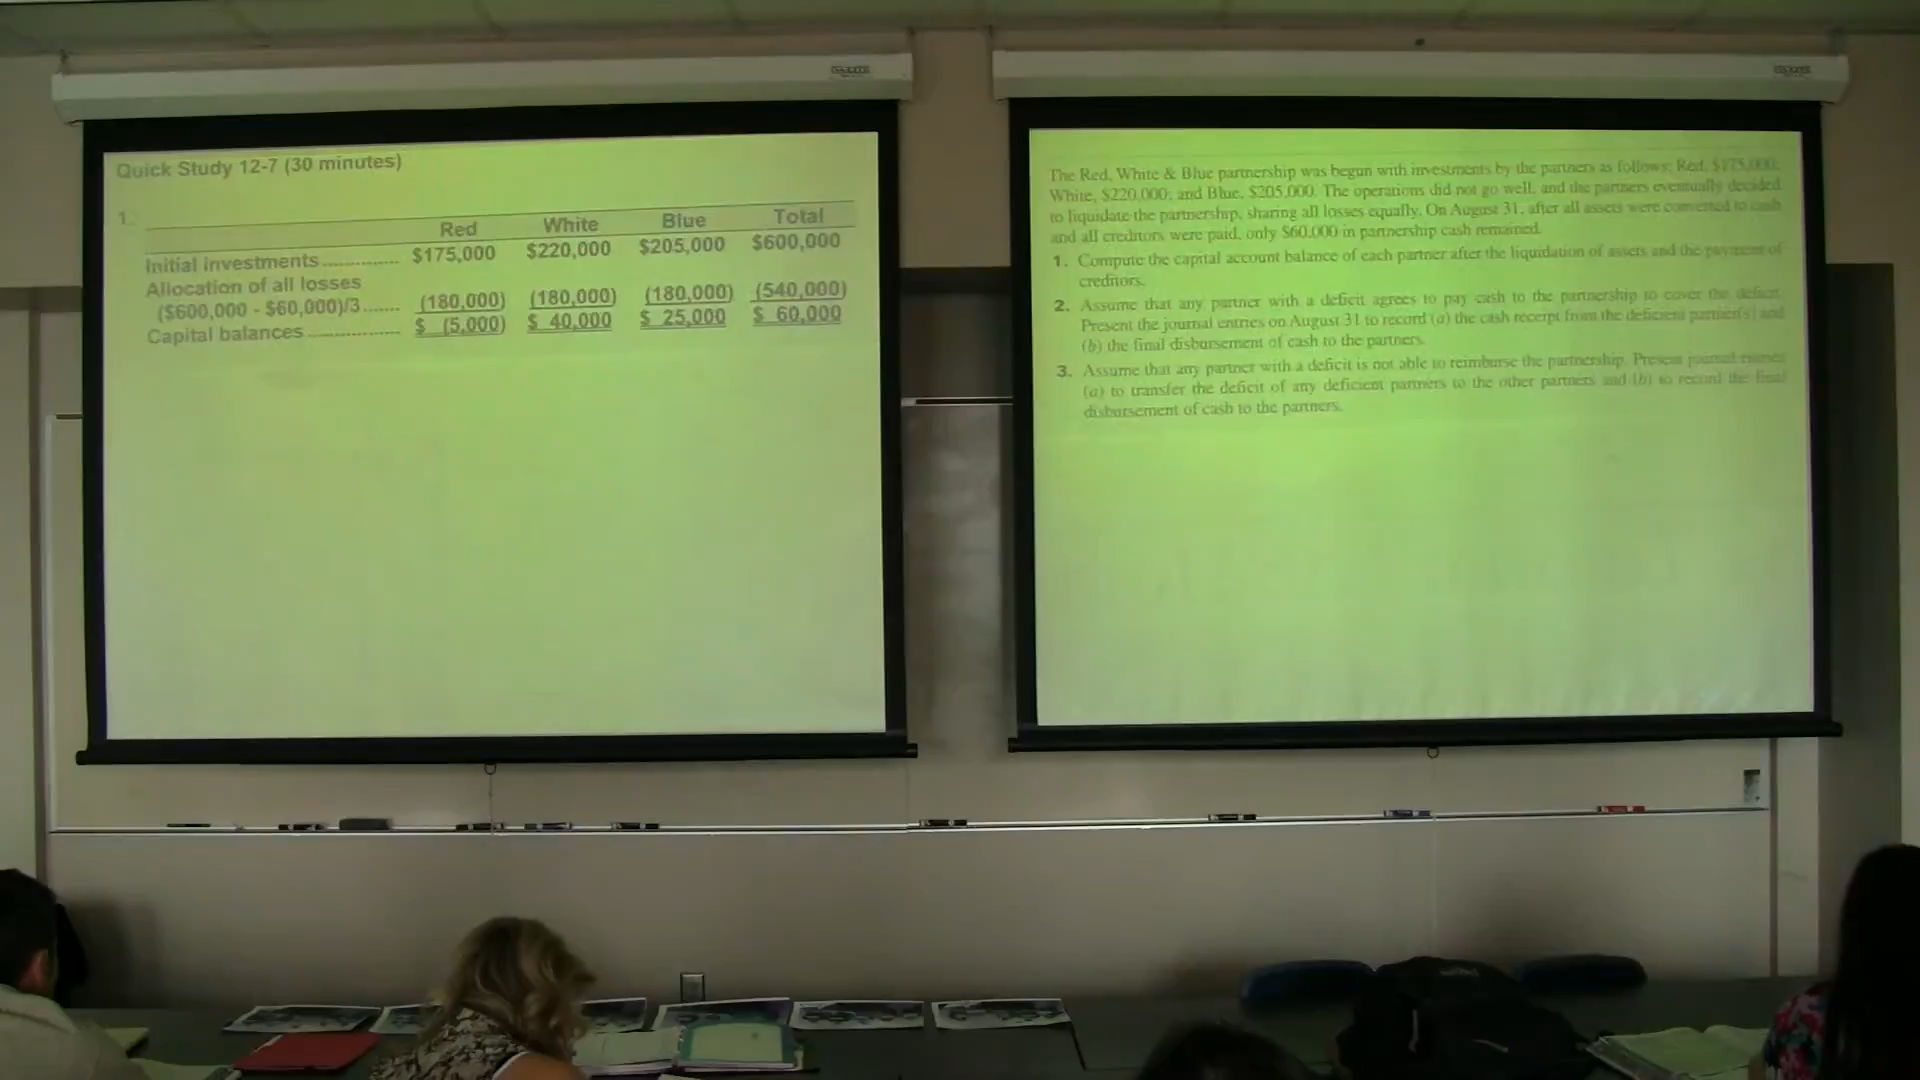 Quick Study 12-7 (30 minutes)
1.
Red White Blue Total
Initial investments ............... $175,000 $220,000 $205,000 $600,000
Allocation of all losses
($600,000 - $60,000)/3....... (180,000) (180,000) (180,000) (540,000)
Capital balances .................. $ (5,000) $ 40,000 $ 25,000 $ 60,000
The Red, White & Blue partnership was begun with investments by the partners as follows: Red, $175,000;
White, $220,000; and Blue, $205,000. The operations did not go well, and the partners eventually decided
to liquidate the partnership, sharing all losses equally. On August 31, after all assets were converted to cash
and all creditors were paid, only $60,000 in partnership cash remained.
1. Compute the capital account balance of each partner after the liquidation of assets and the payment of
creditors.
2. Assume that any partner with a deficit agrees to pay cash to the partnership to cover the deficit.
Present the journal entries on August 31 to record (a) the cash receipt from the deficient partner(s) and
(b) the final disbursement of cash to the partners.
3. Assume that any partner with a deficit is not able to reimburse the partnership. Present journal entries
(a) to transfer the deficit of any deficient partners to the other partners and (b) to record the final
disbursement of cash to the partners.